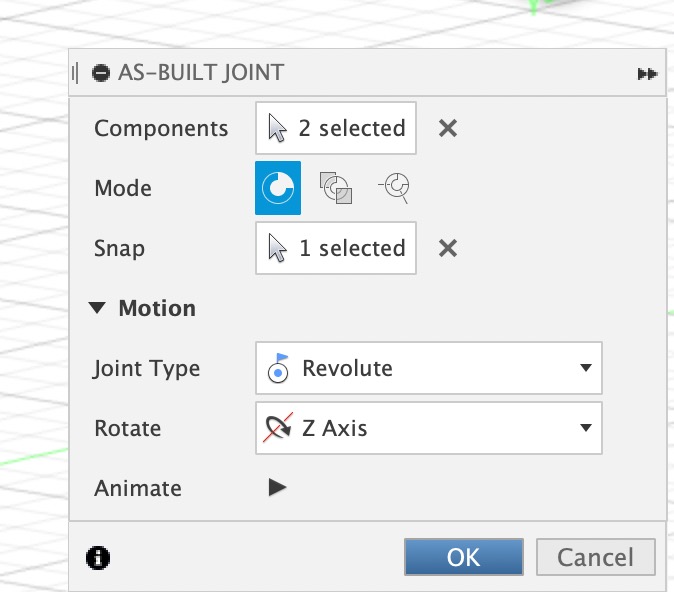 AS-BUILT JOINT
Components 2 selected
Mode
Snap 1 selected
Motion
Joint Type Revolute
Rotate Z Axis
Animate
OK Cancel